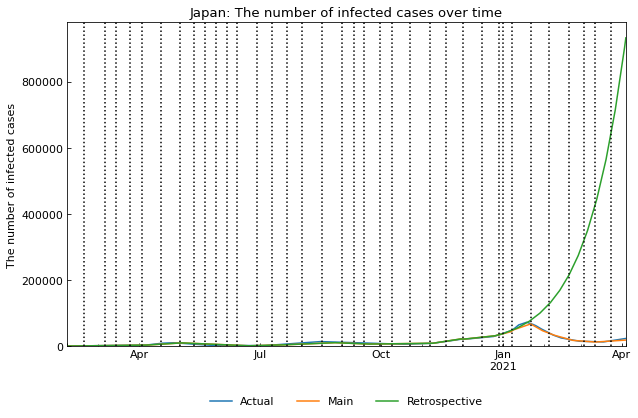 Japan: The number of infected cases over time
The number of infected cases
800000
600000
400000
200000
0
Apr
Jul
Oct
Jan
2021
Apr
Actual
Main
Retrospective